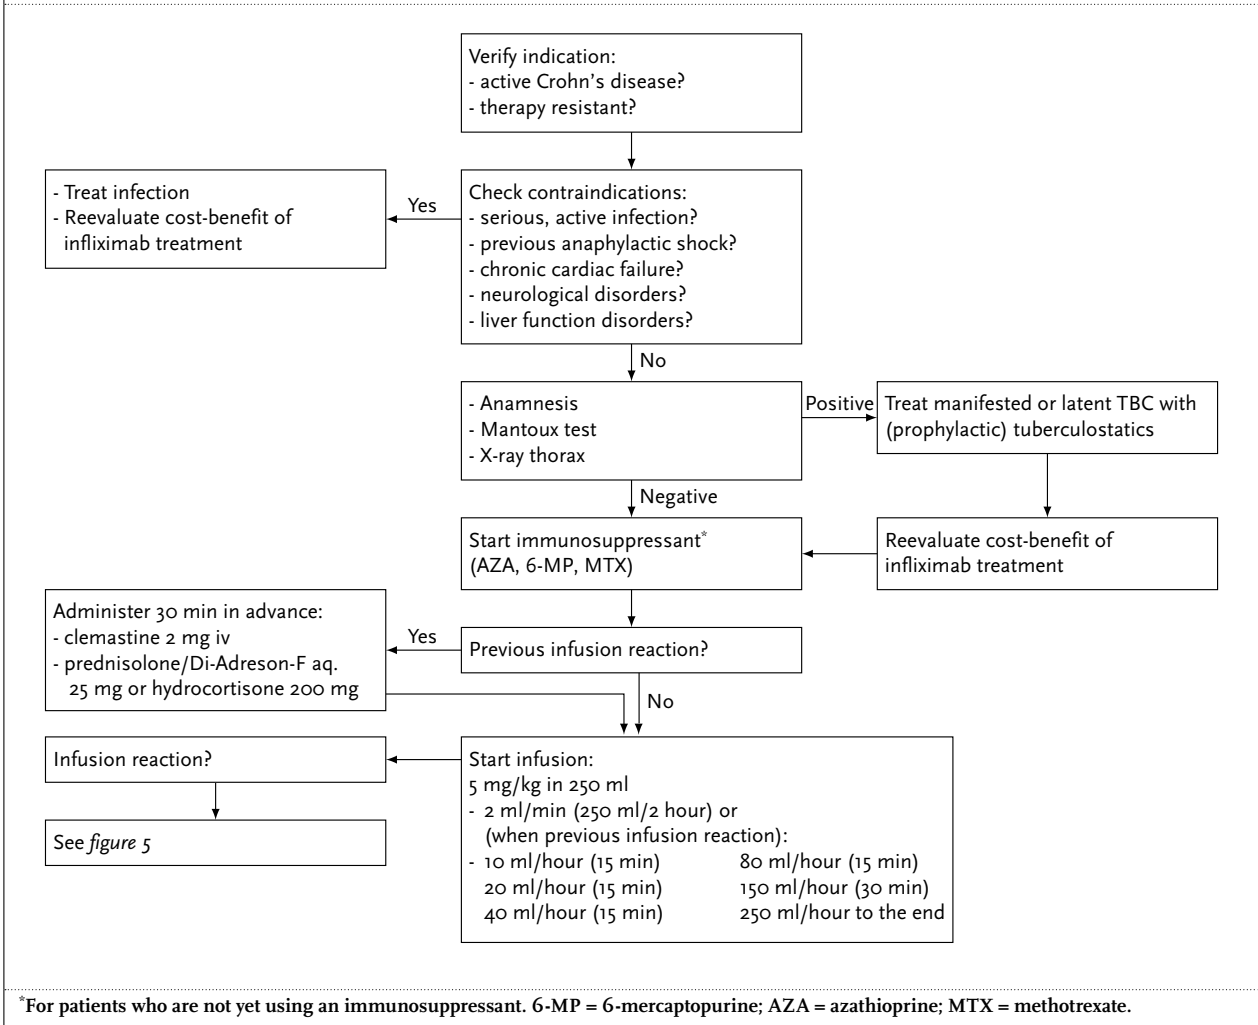 Verify indication:
- active Crohn's disease?
- therapy resistant?
- Treat infection
- Reevaluate cost-benefit of
infliximab treatment
Yes
Check contraindications:
- serious, active infection?
- previous anaphylactic shock?
- chronic cardiac failure?
- neurological disorders?
- liver function disorders?
No
- Anamnesis
- Mantoux test
- X-ray thorax
Positive
Treat manifested or latent TBC with
(prophylactic) tuberculostatics
Negative
Start immunosuppressant*
(AZA, 6-MP, MTX)
Reevaluate cost-benefit of
infliximab treatment
Administer 30 min in advance:
- clemastine 2 mg iv
- prednisolone/Di-Adreson-F aq.
25 mg or hydrocortisone 200 mg
Yes
Previous infusion reaction?
No
Infusion reaction?
See figure 5
Start infusion:
5 mg/kg in 250 ml
- 2 ml/min (250 ml/2 hour) or
(when previous infusion reaction):
- 10 ml/hour (15 min) 80 ml/hour (15 min)
20 ml/hour (15 min) 150 ml/hour (30 min)
40 ml/hour (15 min) 250 ml/hour to the end
*For patients who are not yet using an immunosuppressant. 6-MP = 6-mercaptopurine; AZA = azathioprine; MTX = methotrexate.